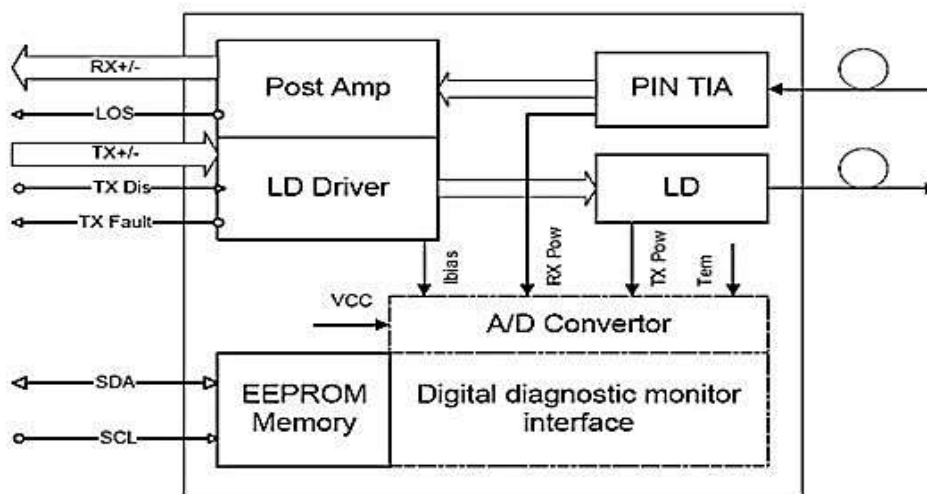 RX+/-
Post Amp
PIN TIA
LOS
TX+/-
LD Driver
LD
TX Dis
TX Fault
Ibias
RX Pow
TX Pow
Tem
VCC
A/D Convertor
SDA
EEPROM
Memory
Digital diagnostic monitor
interface
SCL